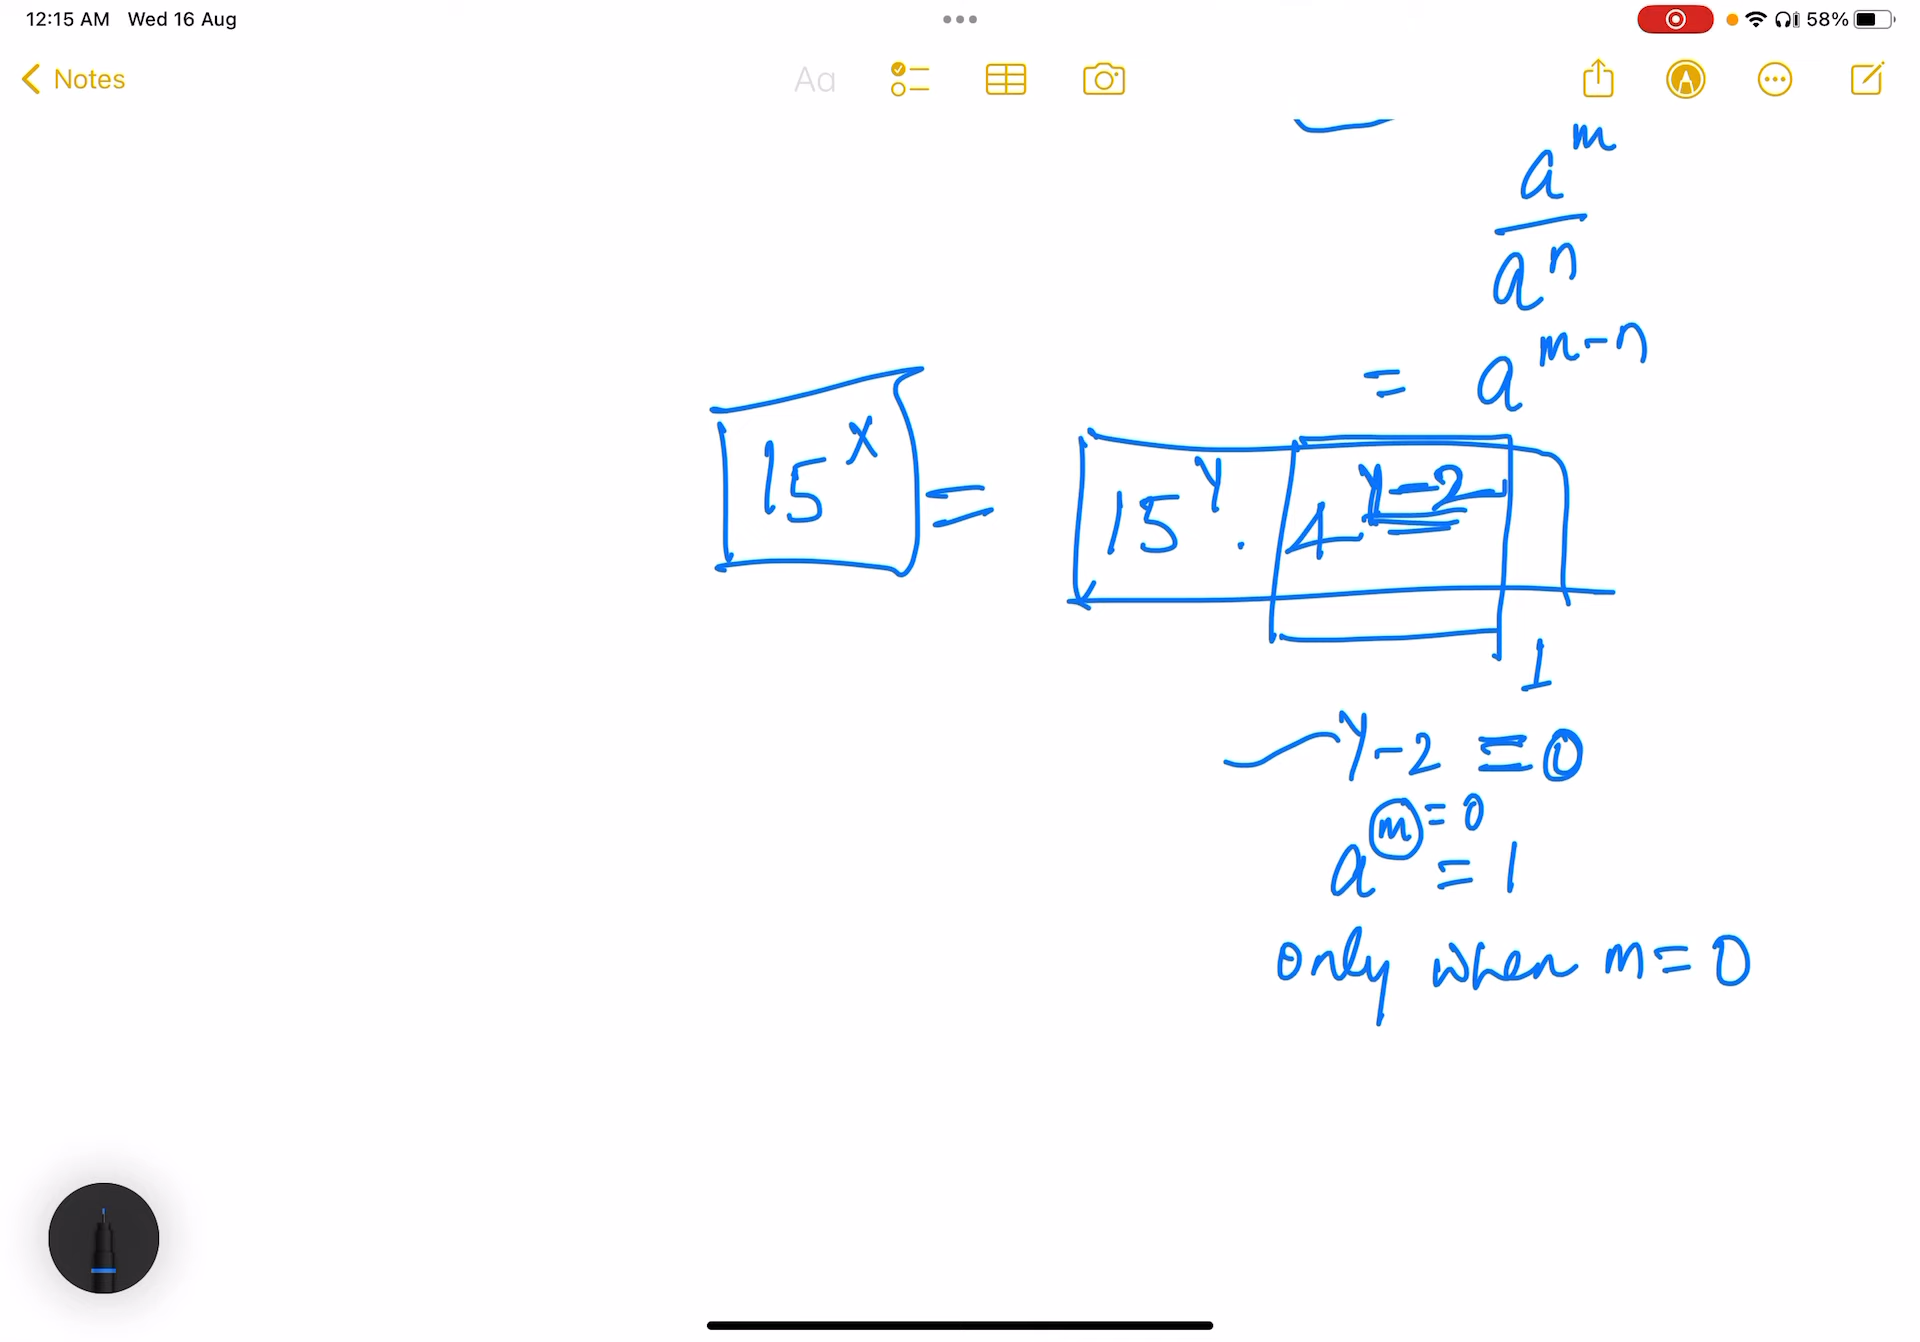 12:15 AM Wed 16 Aug
58%
Notes
Aa
a^m
a^n
= a^{m-n}
15^x = 15^y . 4^{y-2}
1
y-2 = 0
m = 0
a^m = 1
only when m = 0